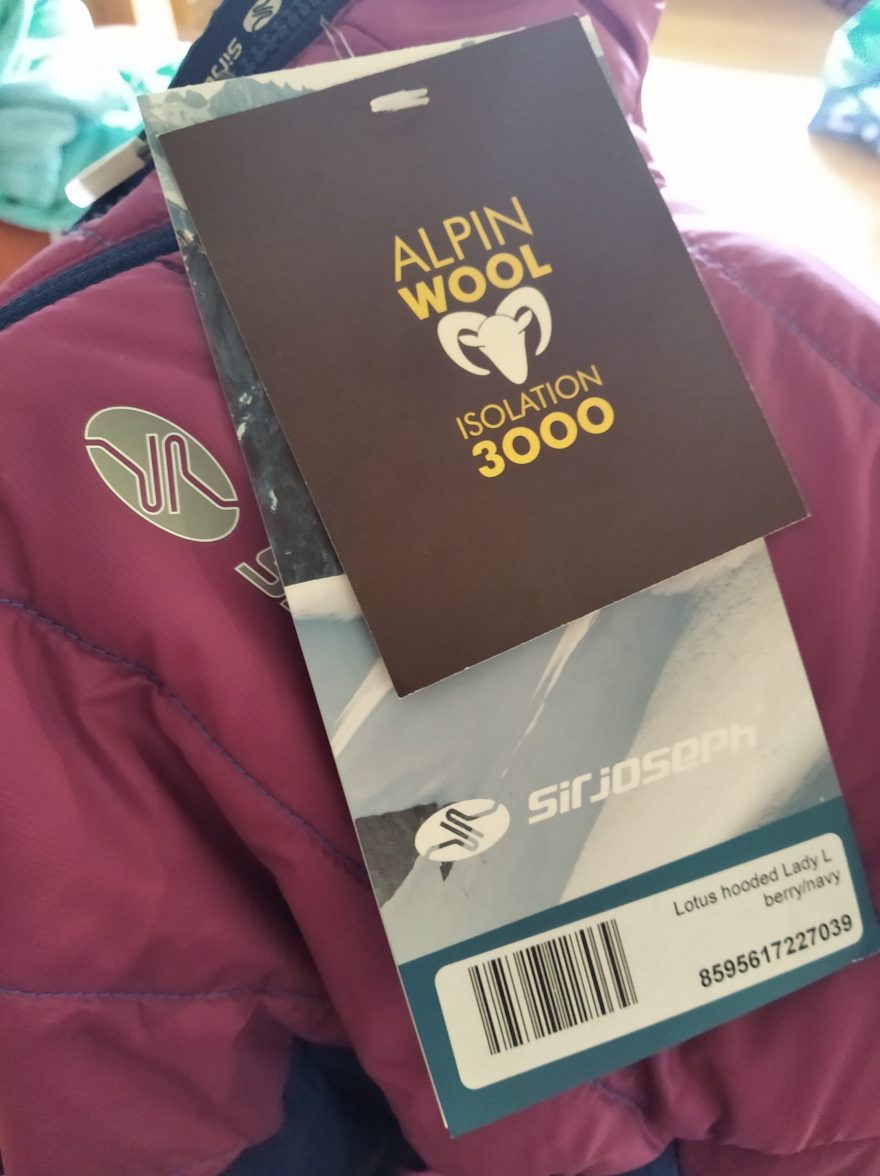 ALPIN
WOOL
ISOLATION
3000
sirjoseph
Lotus hooded Lady L
berry/navy
8595617227039